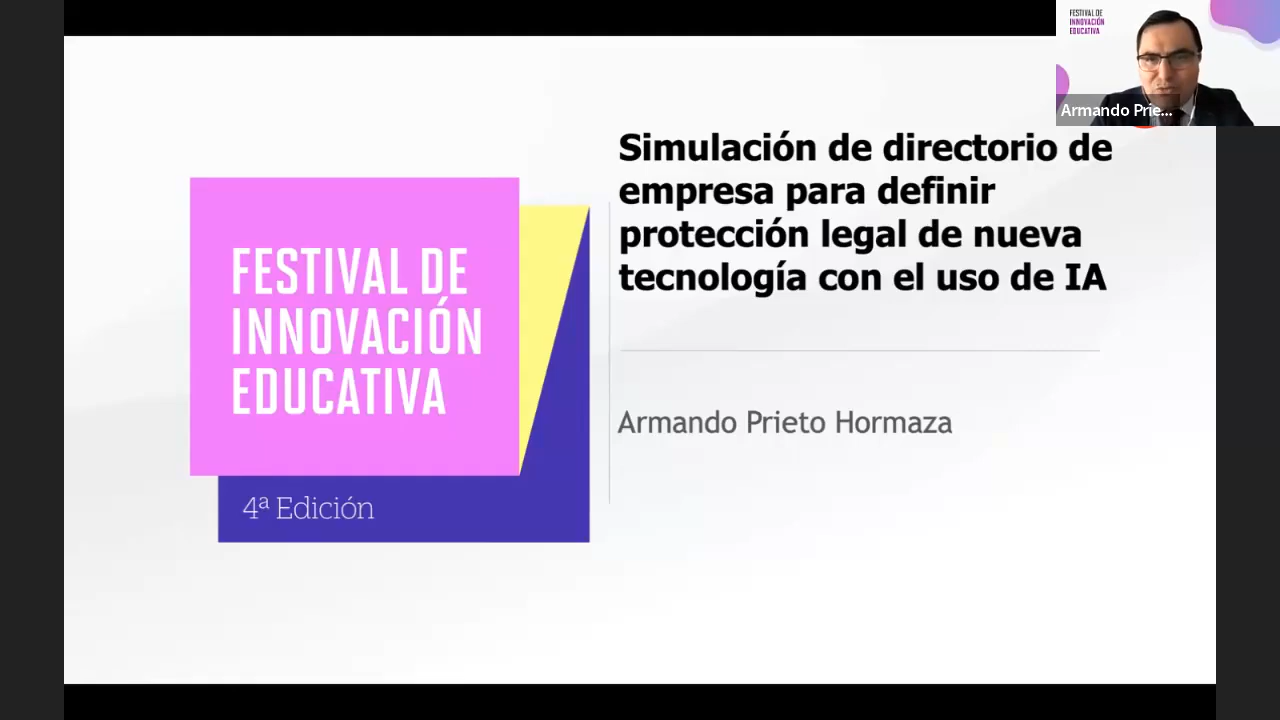 FESTIVAL DE
INNOVACIÓN
EDUCATIVA
Armando Prie...
Simulación de directorio de
empresa para definir
protección legal de nueva
tecnología con el uso de IA
FESTIVAL DE
INNOVACIÓN
EDUCATIVA
4ª Edición
Armando Prieto Hormaza